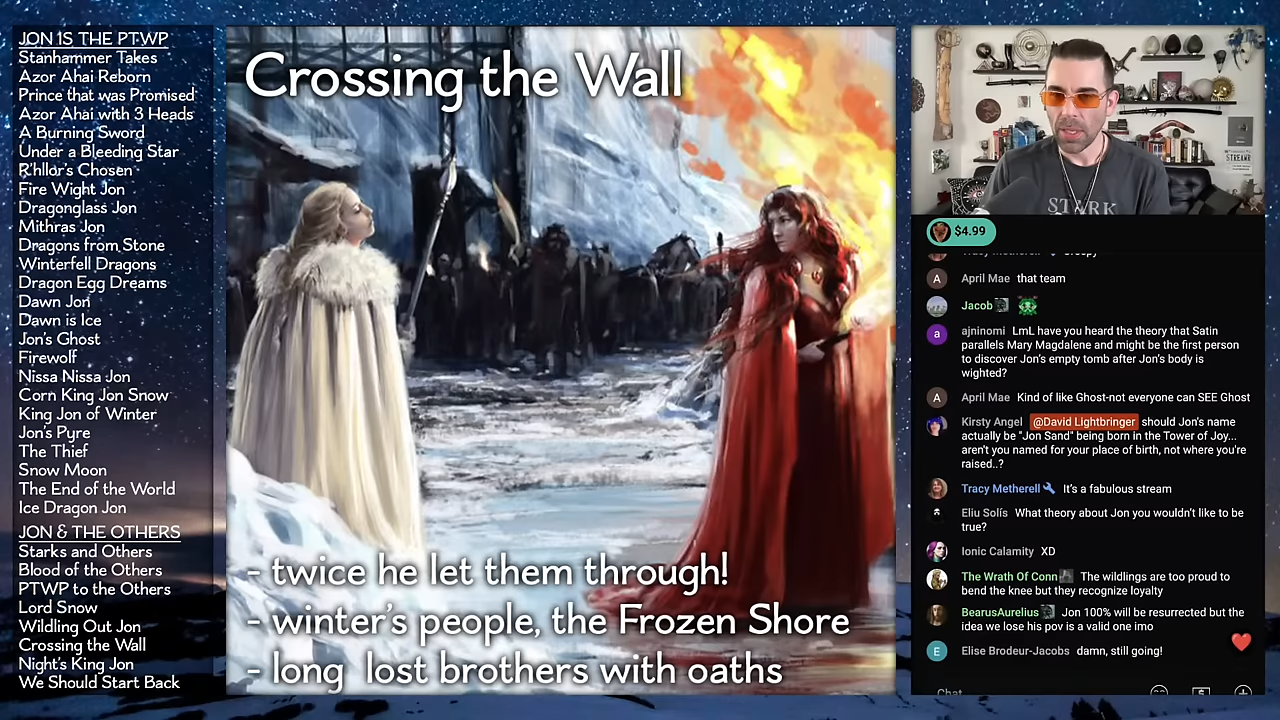 JON IS THE PTWP
Stanhammer Takes
Azor Ahai Reborn
Prince that was Promised
Azor Ahai with 3 Heads
A Burning Sword
Under a Bleeding Star
R'hllor's Chosen
Fire Wight Jon
Dragonglass Jon
Mithras Jon
Dragons from Stone
Winterfell Dragons
Dragon Egg Dreams
Dawn Jon
Dawn is Ice
Jon's Ghost
Firewolf
Nissa Nissa Jon
Corn King Jon Snow
King Jon of Winter
Jon's Pyre
The Thief
Snow Moon
The End of the World
Ice Dragon Jon
JON & THE OTHERS
Starks and Others
Blood of the Others
PTWP to the Others
Lord Snow
Wildling Out Jon
Crossing the Wall
Night's King Jon
We Should Start Back
Crossing the Wall
- twice he let them through!
- winter's people, the Frozen Shore
- long lost brothers with oaths
STARK
$4.99
A April Mae that team
Jacob
a ajninomi LmL have you heard the theory that Satin
parallels Mary Magdalene and might be the first person
to discover Jon's empty tomb after Jon's body is
wighted?
A April Mae Kind of like Ghost-not everyone can SEE Ghost
Kirsty Angel @David Lightbringer should Jon's name
actually be "Jon Sand" being born in the Tower of Joy...
aren't you named for your place of birth, not where you're
raised..?
Tracy Metherell It's a fabulous stream
Eliu Solís What theory about Jon you wouldn't like to be
true?
Ionic Calamity XD
The Wrath Of Conn The wildlings are too proud to
bend the knee but they recognize loyalty
BearusAurelius Jon 100% will be resurrected but the
idea we lose his pov is a valid one imo
E Elise Brodeur-Jacobs damn, still going!
Chat